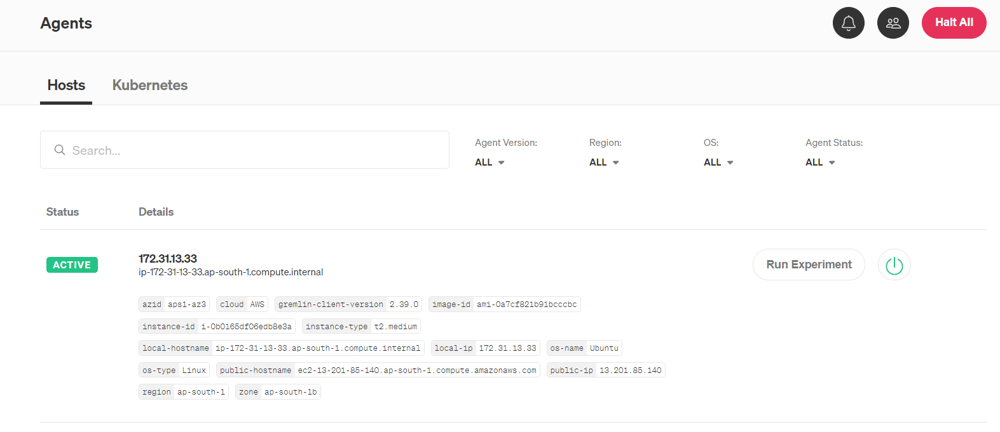 Agents
Halt All
Hosts Kubernetes
Search...
Agent Version: Region: OS: Agent Status:
ALL ALL ALL ALL
Status Details
ACTIVE
172.31.13.33
ip-172-31-13-33.ap-south-1.compute.internal
Run Experiment
azid aps1-az3 cloud AWS gremlin-client-version 2.39.0 image-id ami-0a7cf821b91bcccbc
instance-id i-0b0165df06edb8e3a instance-type t2.medium
local-hostname ip-172-31-13-33.ap-south-1.compute.internal local-ip 172.31.13.33 os-name Ubuntu
os-type Linux public-hostname ec2-13-201-85-140.ap-south-1.compute.amazonaws.com public-ip 13.201.85.140
region ap-south-1 zone ap-south-1b